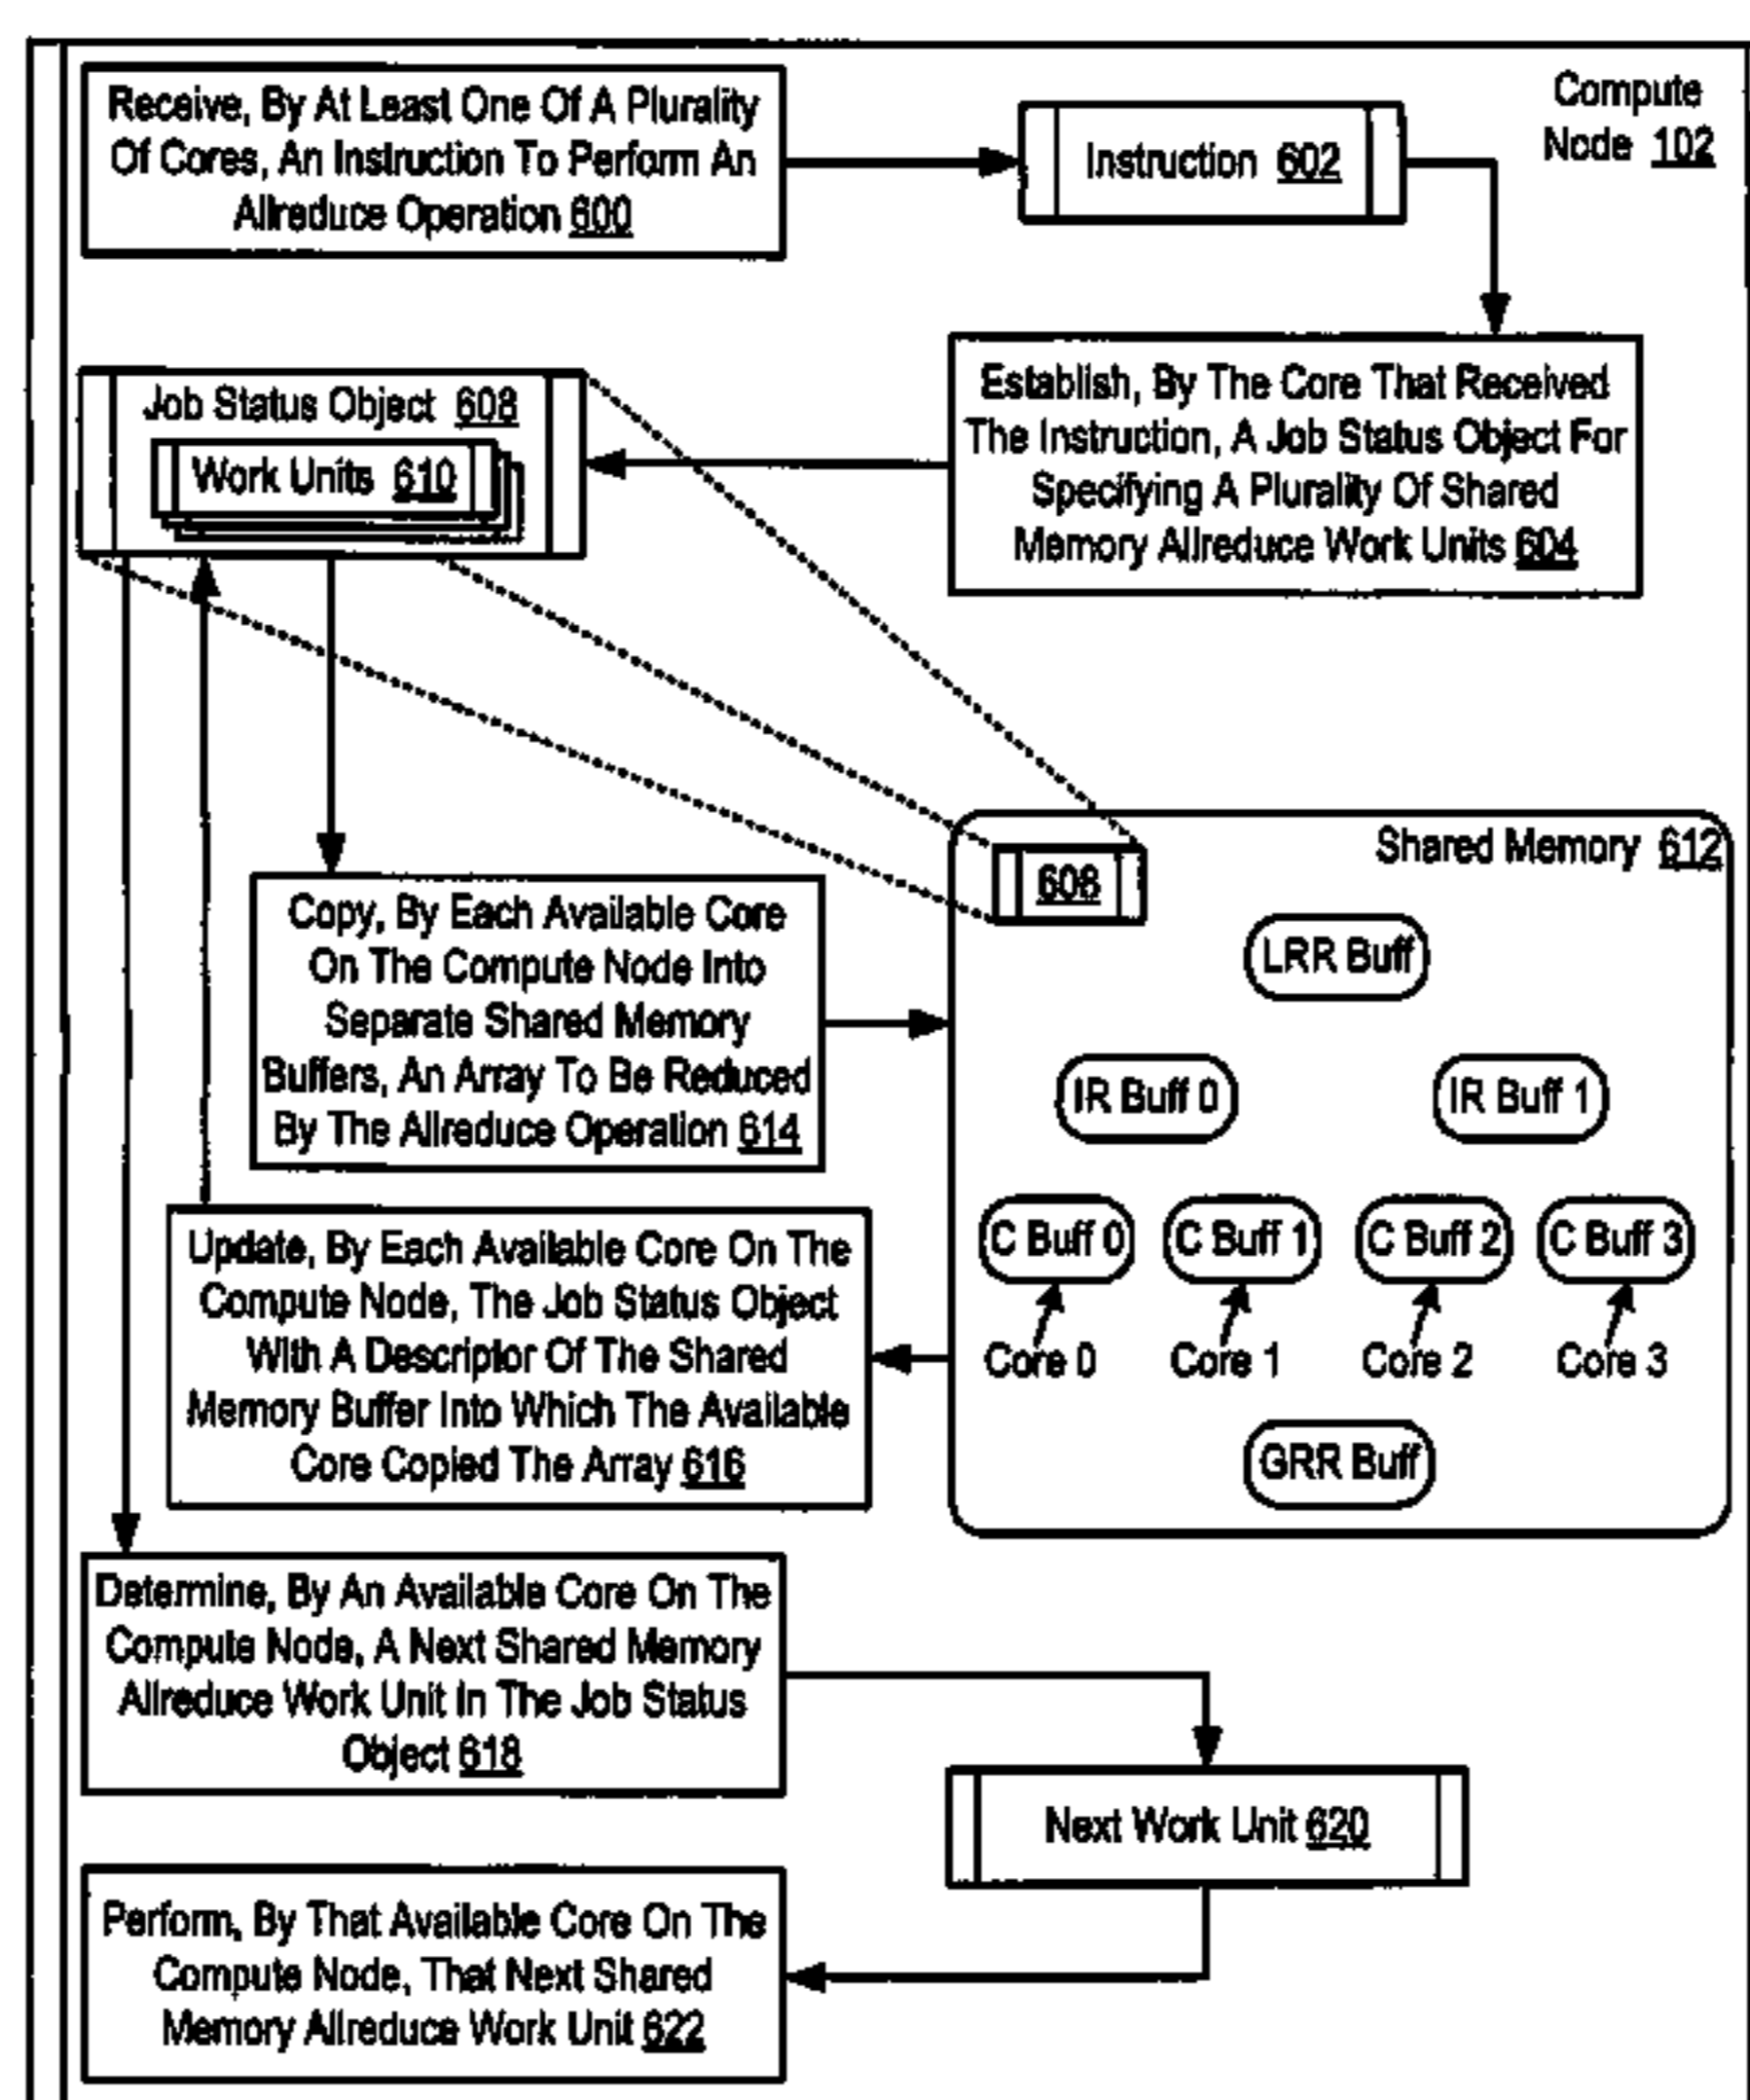 Receive, By At Least One Of A Plurality
Of Cores, An Instruction To Perform An
Allreduce Operation 600
Instruction 602
Compute
Node 102
Establish, By The Core That Received
The Instruction, A Job Status Object For
Specifying A Plurality Of Shared
Memory Allreduce Work Units 604
Job Status Object 608
Work Units 610
Shared Memory 612
608
LRR Buff
IR Buff 0
IR Buff 1
C Buff 0
C Buff 1
C Buff 2
C Buff 3
Core 0
Core 1
Core 2
Core 3
GRR Buff
Copy, By Each Available Core
On The Compute Node Into
Separate Shared Memory
Buffers, An Array To Be Reduced
By The Allreduce Operation 614
Update, By Each Available Core On The
Compute Node, The Job Status Object
With A Descriptor Of The Shared
Memory Buffer Into Which The Available
Core Copied The Array 616
Determine, By An Available Core On The
Compute Node, A Next Shared Memory
Allreduce Work Unit In The Job Status
Object 618
Next Work Unit 620
Perform, By That Available Core On The
Compute Node, That Next Shared
Memory Allreduce Work Unit 622